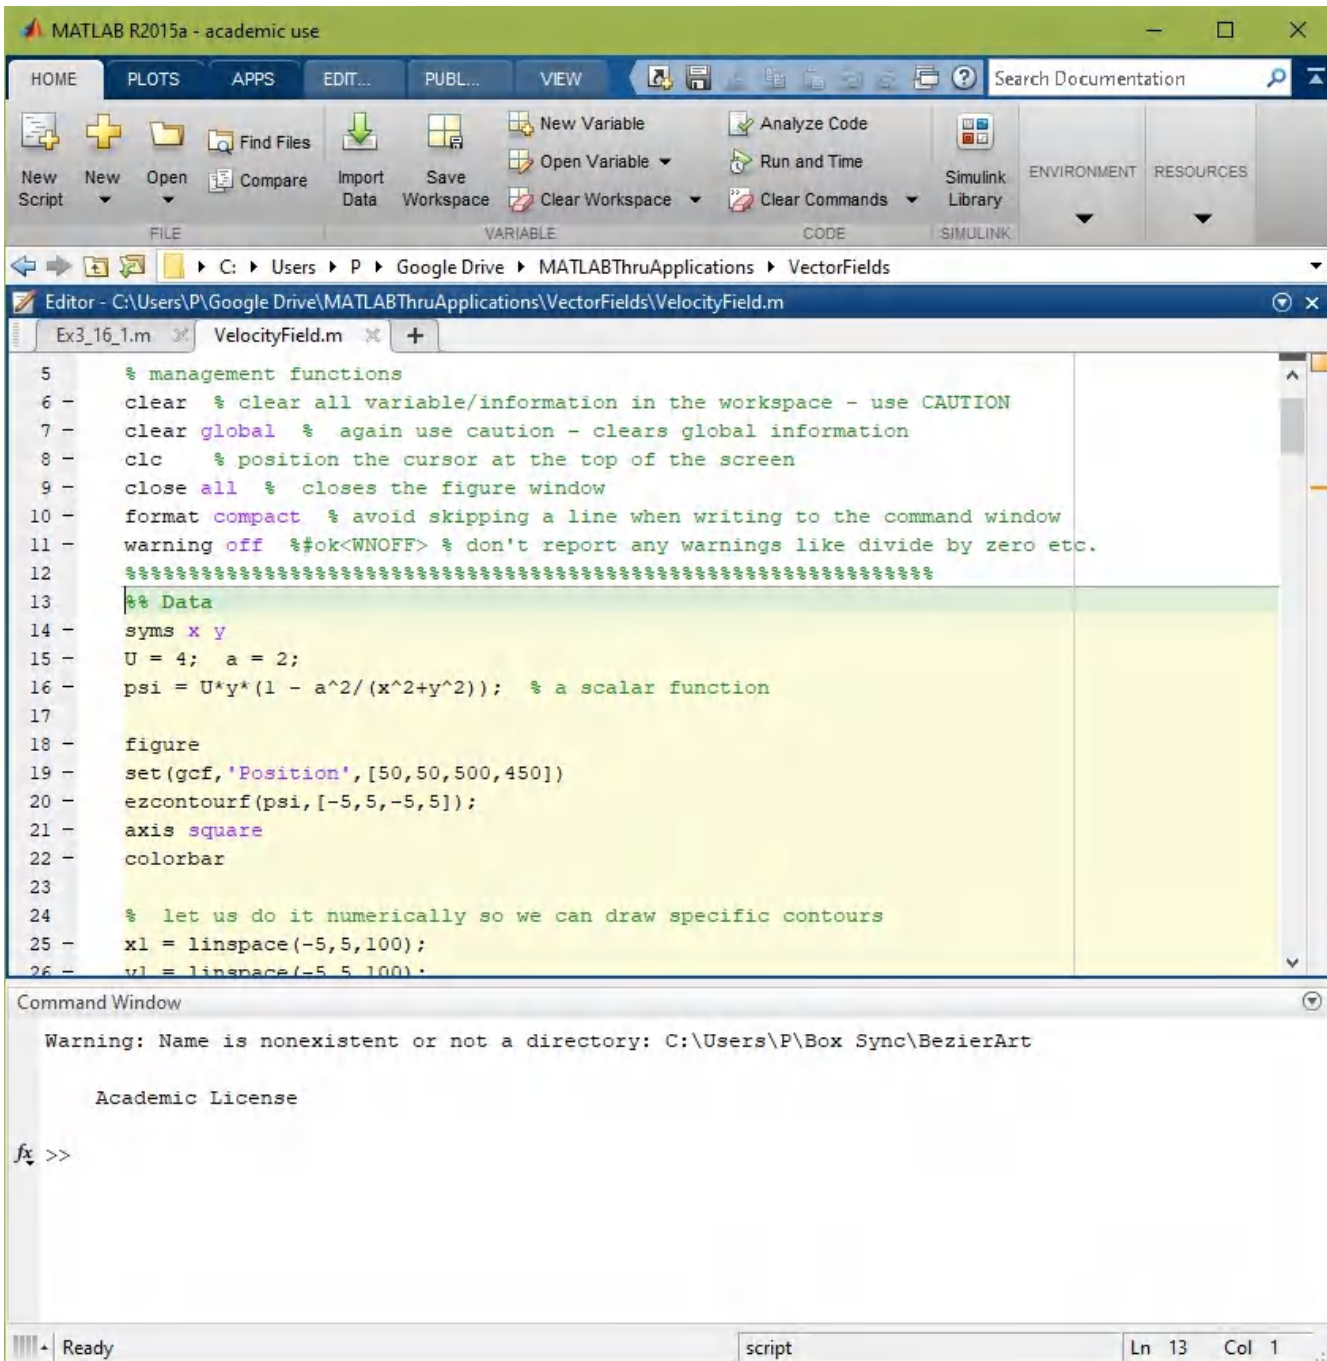 MATLAB R2015a - academic use
HOME PLOTS APPS EDIT... PUBL... VIEW Search Documentation
New Script
New
Open
Find Files
Compare
Import Data
Save Workspace
New Variable
Open Variable
Clear Workspace
Analyze Code
Run and Time
Clear Commands
Simulink Library
ENVIRONMENT
RESOURCES
FILE VARIABLE CODE SIMULINK
C: Users P Google Drive MATLABThruApplications VectorFields
Editor - C:\Users\P\Google Drive\MATLABThruApplications\VectorFields\VelocityField.m
Ex3_16_1.m VelocityField.m +
5 % management functions
6 - clear % clear all variable/information in the workspace - use CAUTION
7 - clear global % again use caution - clears global information
8 - clc % position the cursor at the top of the screen
9 - close all % closes the figure window
10 - format compact % avoid skipping a line when writing to the command window
11 - warning off %#ok<WNOFF> % don't report any warnings like divide by zero etc.
12 %%%%%%%%%%%%%%%%%%%%%%%%%%%%%%%%%%%%%%%%%%%%%%%%%%%%%%%%%%%%%%%%
13 %% Data
14 - syms x y
15 - U = 4; a = 2;
16 - psi = U*y*(1 - a^2/(x^2+y^2)); % a scalar function
17
18 - figure
19 - set(gcf,'Position',[50,50,500,450])
20 - ezcontourf(psi,[-5,5,-5,5]);
21 - axis square
22 - colorbar
23
24 % let us do it numerically so we can draw specific contours
25 - x1 = linspace(-5,5,100);
26 - y1 = linspace(-5,5,100);
Command Window
Warning: Name is nonexistent or not a directory: C:\Users\P\Box Sync\BezierArt
Academic License
fx >>
Ready script Ln 13 Col 1